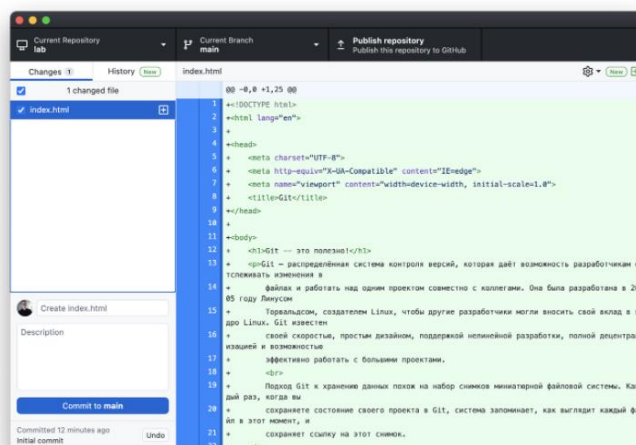 Current Repository
lab
Current Branch
main
Publish repository
Publish this repository to GitHub
Changes 1
History New
index.html
New
1 changed file
index.html
@@ -0,0 +1,25 @@
1 +<!DOCTYPE html>
2 +<html lang="en">
3 +
4 +<head>
5 + <meta charset="UTF-8">
6 + <meta http-equiv="X-UA-Compatible" content="IE=edge">
7 + <meta name="viewport" content="width=device-width, initial-scale=1.0">
8 + <title>Git</title>
9 +</head>
10 +
11 +<body>
12 + <h1>Git -- это полезно!</h1>
13 + <p>Git — распределённая система контроля версий, которая даёт возможность разработчикам
тслеживать изменения в
14 + файлах и работать над одним проектом совместно с коллегами. Она была разработана в
05 году Линусом
15 + Торвальдсом, создателем Linux, чтобы другие разработчики могли вносить свой вклад в
дро Linux. Git известен
16 + своей скоростью, простым дизайном, поддержкой нелинейной разработки, полной децентра
изацией и возможностью
17 + эффективно работать с большими проектами.
18 + <br>
19 + Подход Git к хранению данных похож на набор снимков миниатюрной файловой системы. Ка
дый раз, когда вы
20 + сохраняете состояние своего проекта в Git, система запоминает, как выглядит каждый
йл в этот момент, и
21 + сохраняет ссылку на этот снимок.
Create index.html
Description
Commit to main
Committed 12 minutes ago
Initial commit
Undo